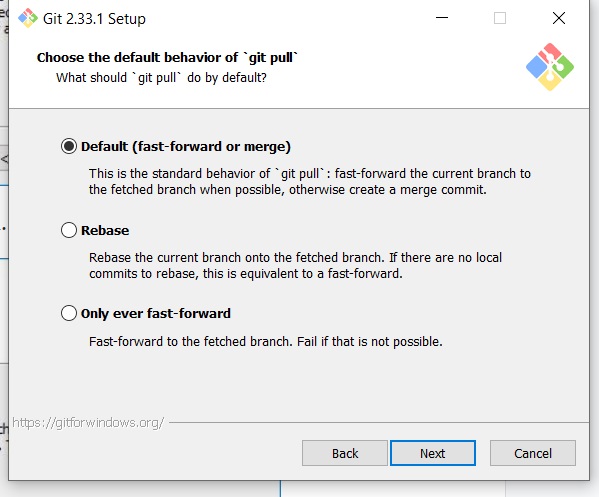 Git 2.33.1 Setup
Choose the default behavior of `git pull`
What should `git pull` do by default?
Default (fast-forward or merge)
This is the standard behavior of `git pull`: fast-forward the current branch to
the fetched branch when possible, otherwise create a merge commit.
Rebase
Rebase the current branch onto the fetched branch. If there are no local
commits to rebase, this is equivalent to a fast-forward.
Only ever fast-forward
Fast-forward to the fetched branch. Fail if that is not possible.
https://gitforwindows.org/
Back
Next
Cancel